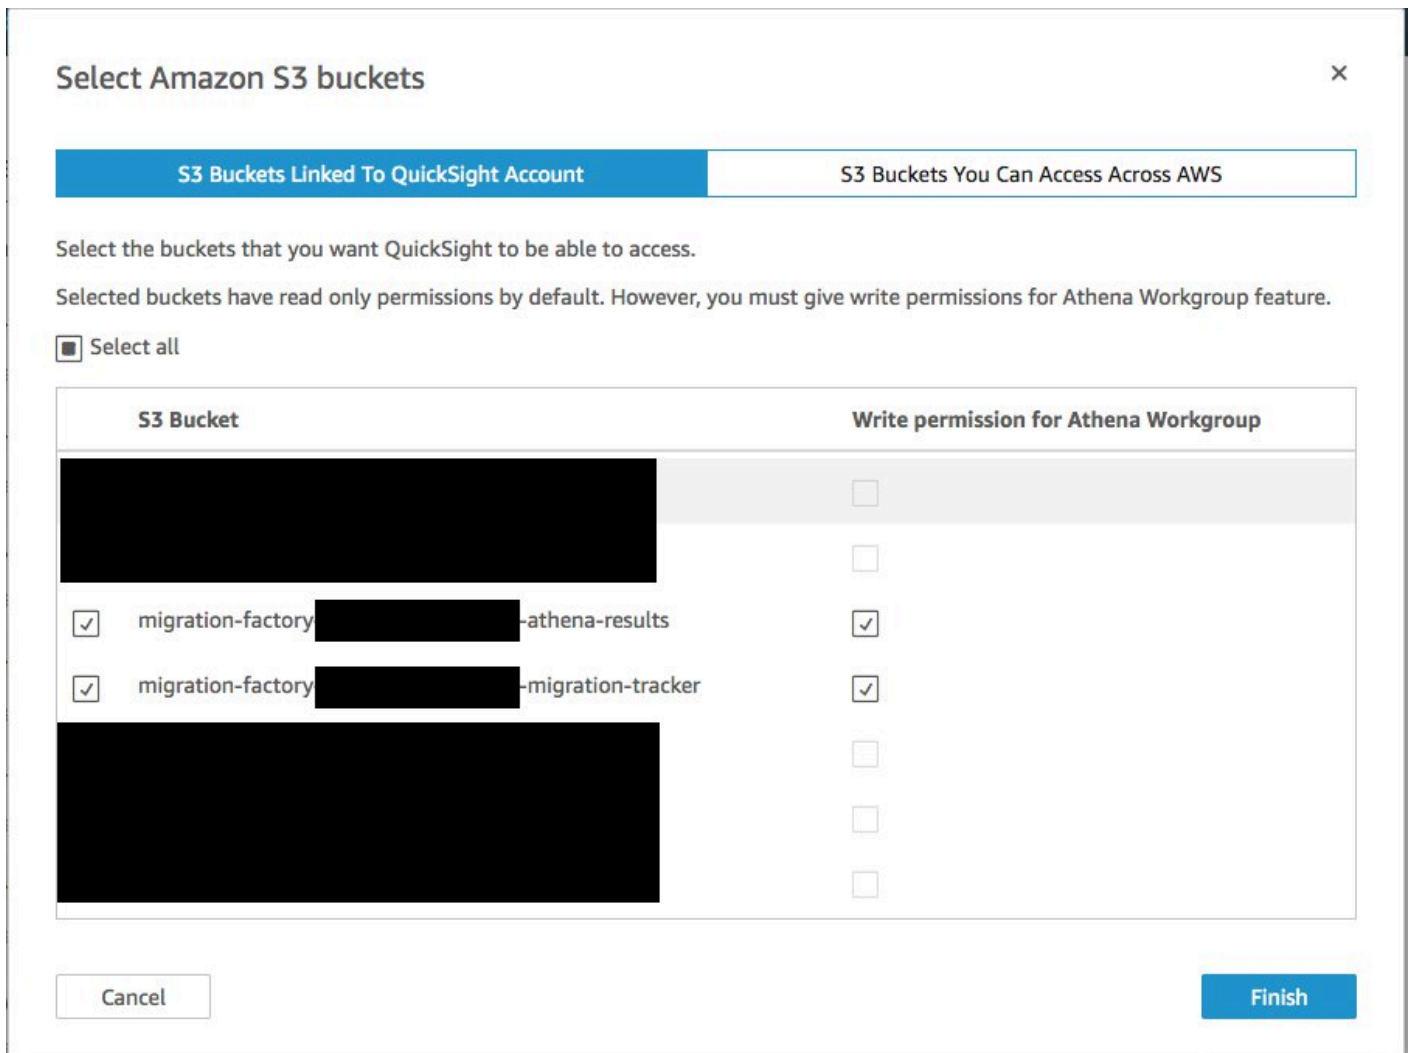 Select Amazon S3 buckets
S3 Buckets Linked To QuickSight Account
S3 Buckets You Can Access Across AWS
Select the buckets that you want QuickSight to be able to access.
Selected buckets have read only permissions by default. However, you must give write permissions for Athena Workgroup feature.
Select all
S3 Bucket
Write permission for Athena Workgroup
migration-factory- -athena-results
migration-factory- -migration-tracker
Cancel
Finish